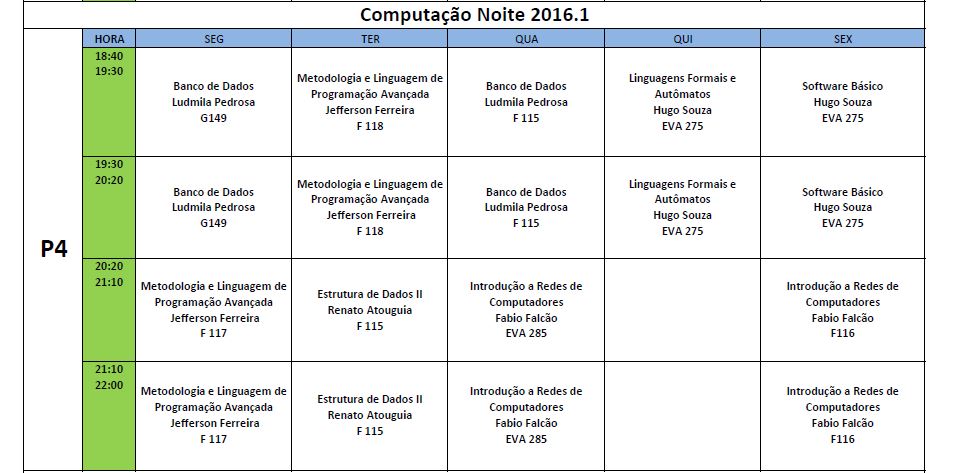 Computação Noite 2016.1
HORA SEG TER QUA QUI SEX
P4
18:40
19:30
Banco de Dados
Ludmila Pedrosa
G149
Metodologia e Linguagem de
Programação Avançada
Jefferson Ferreira
F 118
Banco de Dados
Ludmila Pedrosa
F 115
Linguagens Formais e
Autômatos
Hugo Souza
EVA 275
Software Básico
Hugo Souza
EVA 275
19:30
20:20
Banco de Dados
Ludmila Pedrosa
G149
Metodologia e Linguagem de
Programação Avançada
Jefferson Ferreira
F 118
Banco de Dados
Ludmila Pedrosa
F 115
Linguagens Formais e
Autômatos
Hugo Souza
EVA 275
Software Básico
Hugo Souza
EVA 275
20:20
21:10
Metodologia e Linguagem de
Programação Avançada
Jefferson Ferreira
F 117
Estrutura de Dados II
Renato Atouguia
F 115
Introdução a Redes de
Computadores
Fabio Falcão
EVA 285
Introdução a Redes de
Computadores
Fabio Falcão
F116
21:10
22:00
Metodologia e Linguagem de
Programação Avançada
Jefferson Ferreira
F 117
Estrutura de Dados II
Renato Atouguia
F 115
Introdução a Redes de
Computadores
Fabio Falcão
EVA 285
Introdução a Redes de
Computadores
Fabio Falcão
F116